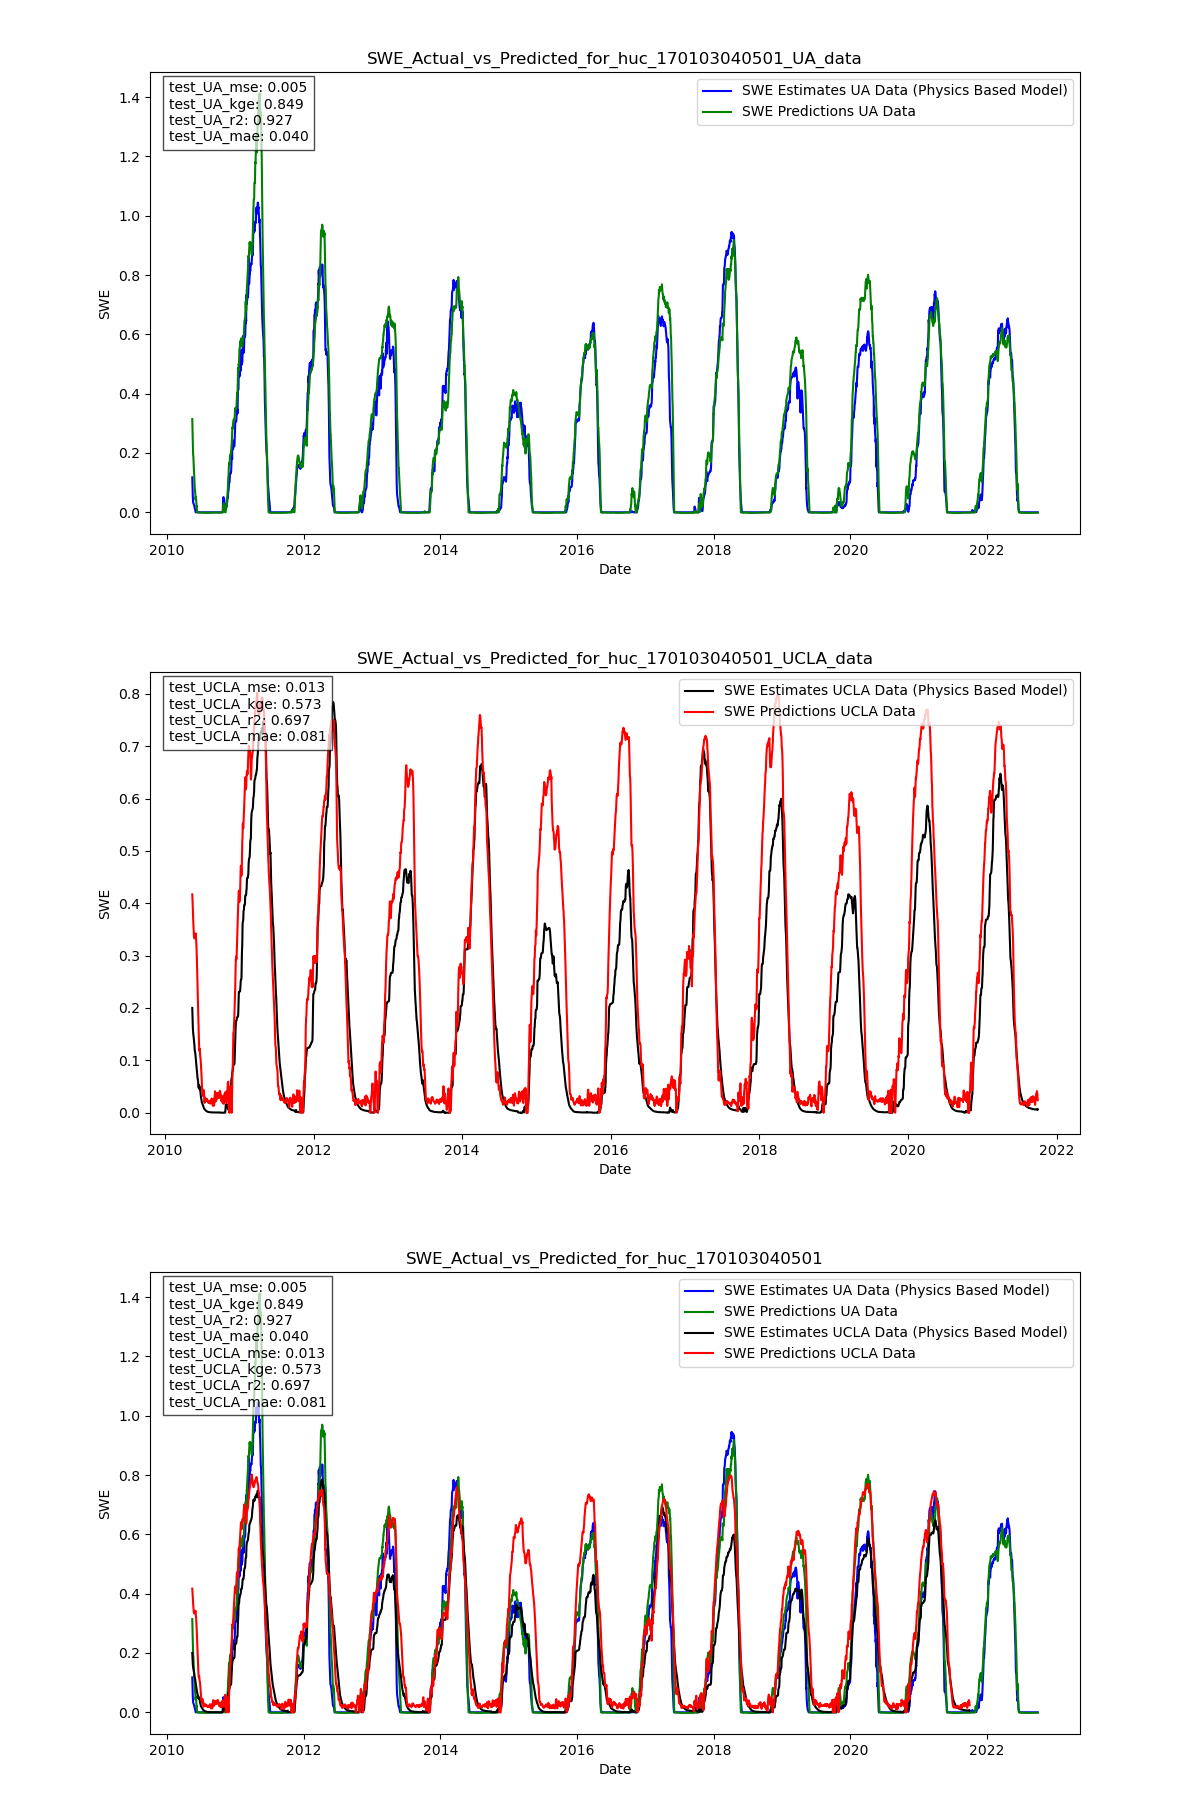 SWE_Actual_vs_Predicted_for_huc_170103040501_UA_data
test_UA_mse: 0.005
test_UA_kge: 0.849
test_UA_r2: 0.927
test_UA_mae: 0.040
SWE Estimates UA Data (Physics Based Model)
SWE Predictions UA Data
1.4
1.2
1.0
0.8
0.6
0.4
0.2
0.0
SWE
2010 2012 2014 2016 2018 2020 2022
Date
SWE_Actual_vs_Predicted_for_huc_170103040501_UCLA_data
test_UCLA_mse: 0.013
test_UCLA_kge: 0.573
test_UCLA_r2: 0.697
test_UCLA_mae: 0.081
SWE Estimates UCLA Data (Physics Based Model)
SWE Predictions UCLA Data
0.8
0.7
0.6
0.5
0.4
0.3
0.2
0.1
0.0
SWE
2010 2012 2014 2016 2018 2020 2022
Date
SWE_Actual_vs_Predicted_for_huc_170103040501
test_UA_mse: 0.005
test_UA_kge: 0.849
test_UA_r2: 0.927
test_UA_mae: 0.040
test_UCLA_mse: 0.013
test_UCLA_kge: 0.573
test_UCLA_r2: 0.697
test_UCLA_mae: 0.081
SWE Estimates UA Data (Physics Based Model)
SWE Predictions UA Data
SWE Estimates UCLA Data (Physics Based Model)
SWE Predictions UCLA Data
1.4
1.2
1.0
0.8
0.6
0.4
0.2
0.0
SWE
2010 2012 2014 2016 2018 2020 2022
Date